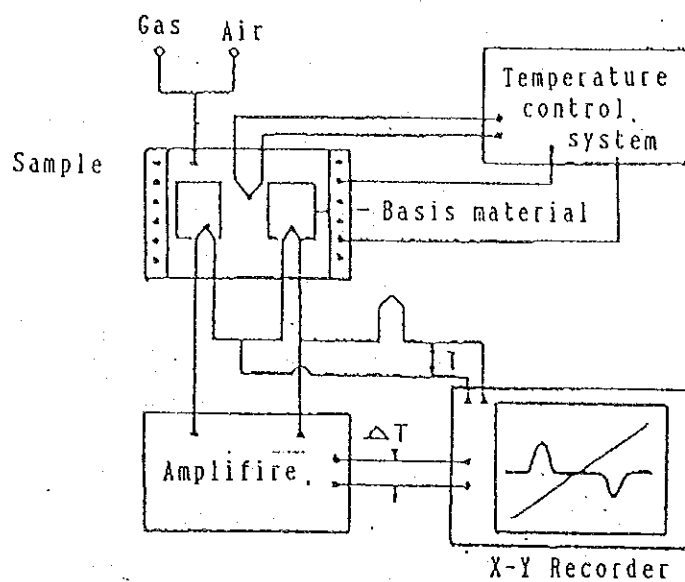 Gas
Air
Temperature
control.
system
Sample
Basis material
T
ΔT
Amplifire.
X-Y Recorder